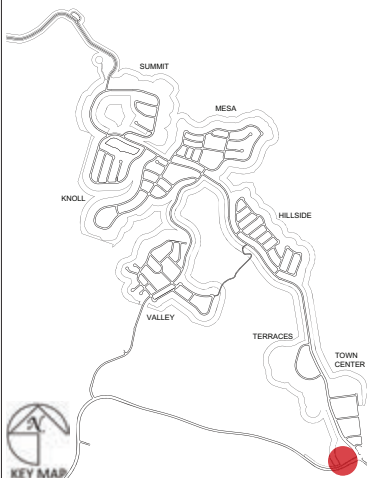 SUMMIT
MESA
KNOLL
HILLSIDE
VALLEY
TERRACES
TOWN
CENTER
N
KEY MAP